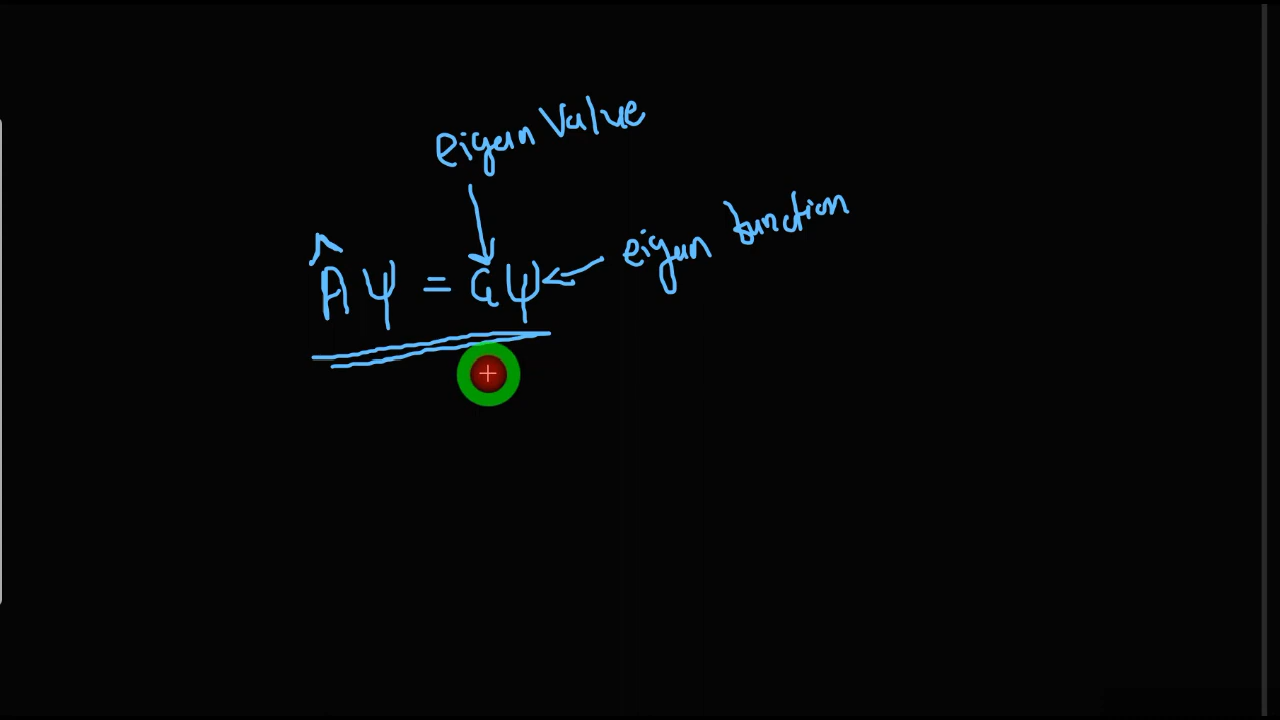 eigen value
eigen function
Âψ = aψ